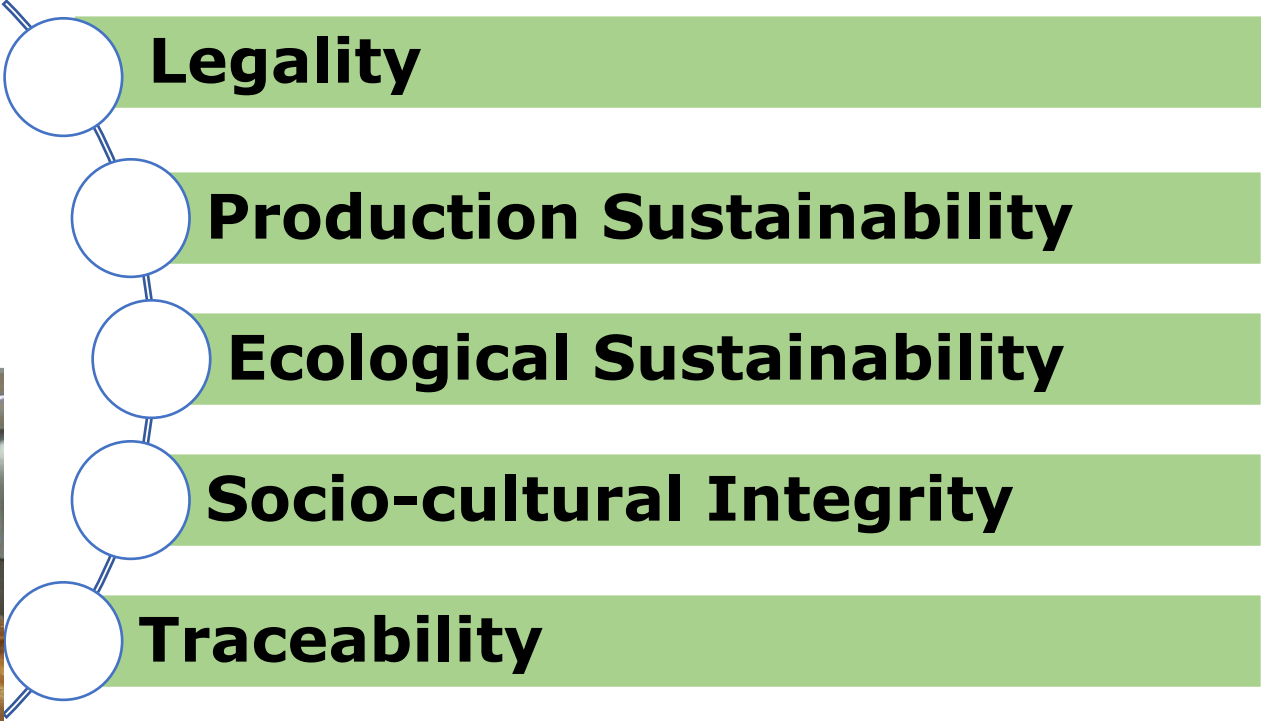 Legality
Production Sustainability
Ecological Sustainability
Socio-cultural Integrity
Traceability